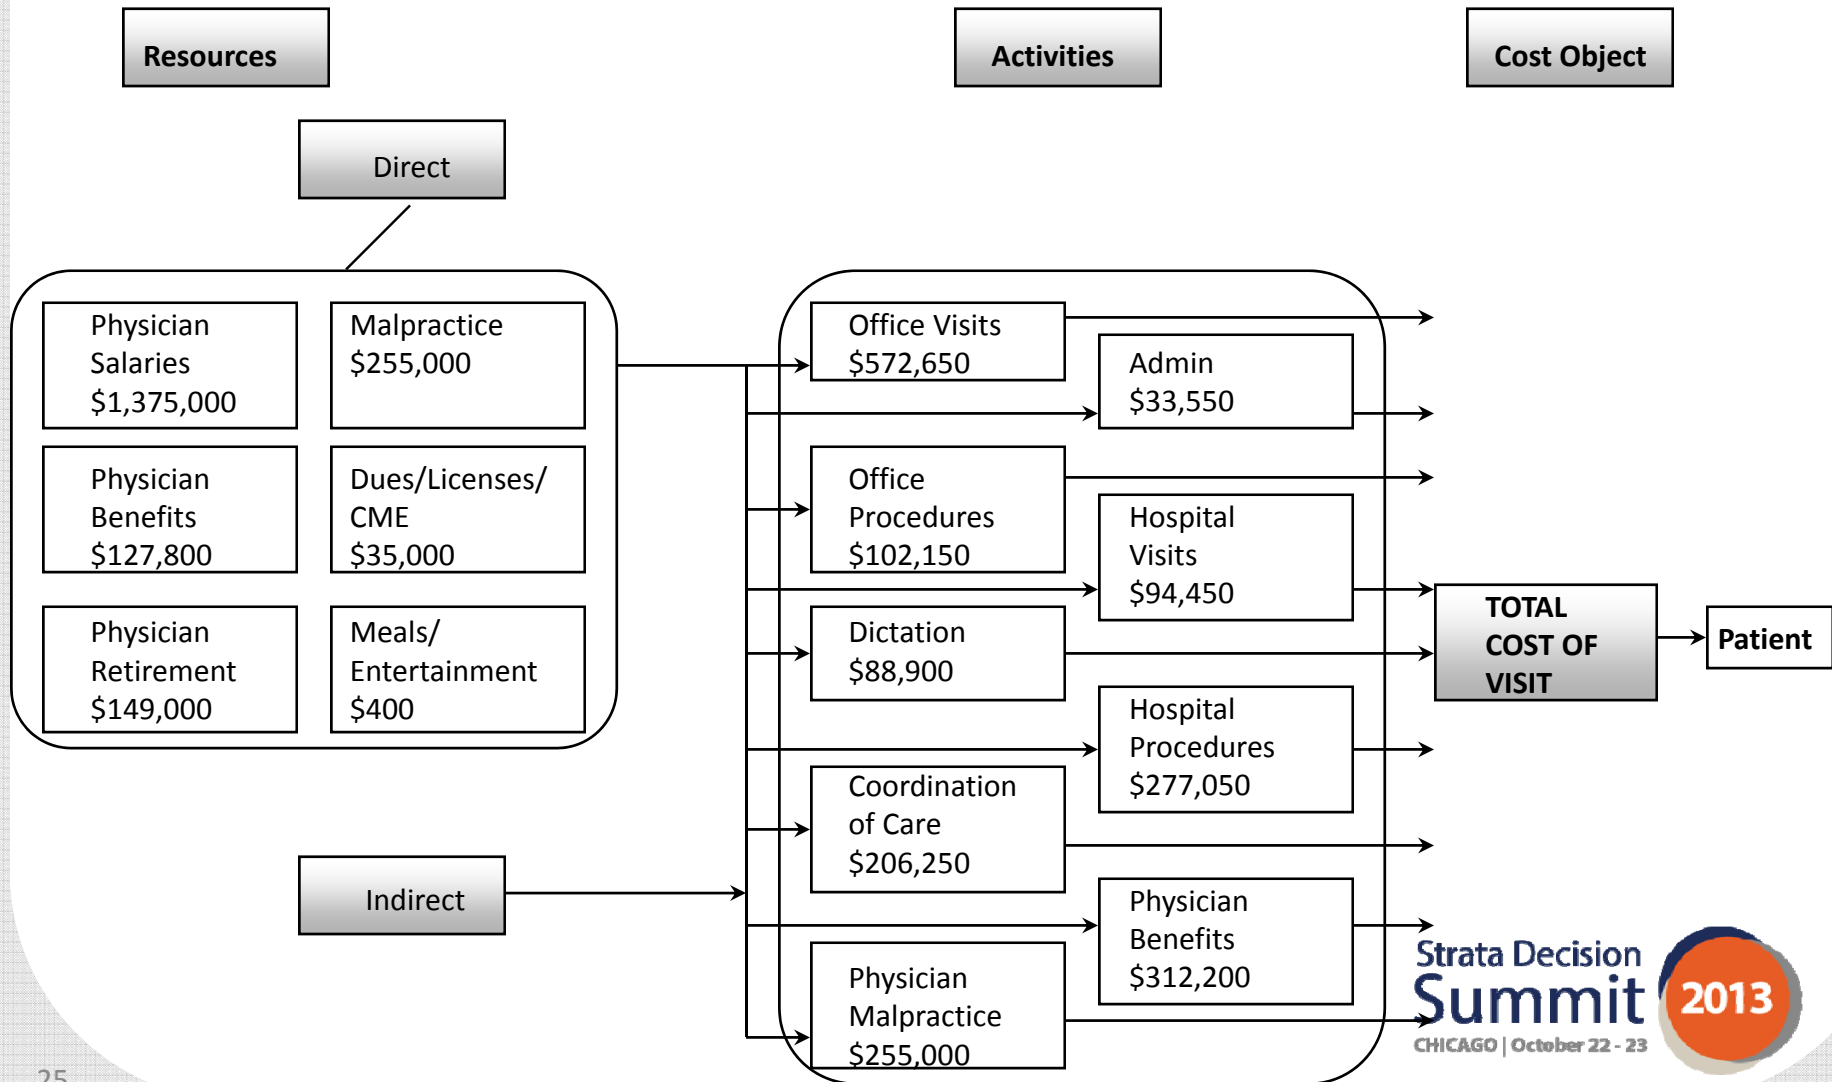 Resources
Activities
Cost Object
Direct
Physician
Salaries
$1,375,000
Malpractice
$255,000
Physician
Benefits
$127,800
Dues/Licenses/
CME
$35,000
Physician
Retirement
$149,000
Meals/
Entertainment
$400
Indirect
Office Visits
$572,650
Admin
$33,550
Office
Procedures
$102,150
Hospital
Visits
$94,450
Dictation
$88,900
Hospital
Procedures
$277,050
Coordination
of Care
$206,250
Physician
Benefits
$312,200
Physician
Malpractice
$255,000
TOTAL
COST OF
VISIT
Patient
Strata Decision
Summit
2013
CHICAGO | October 22 - 23
25